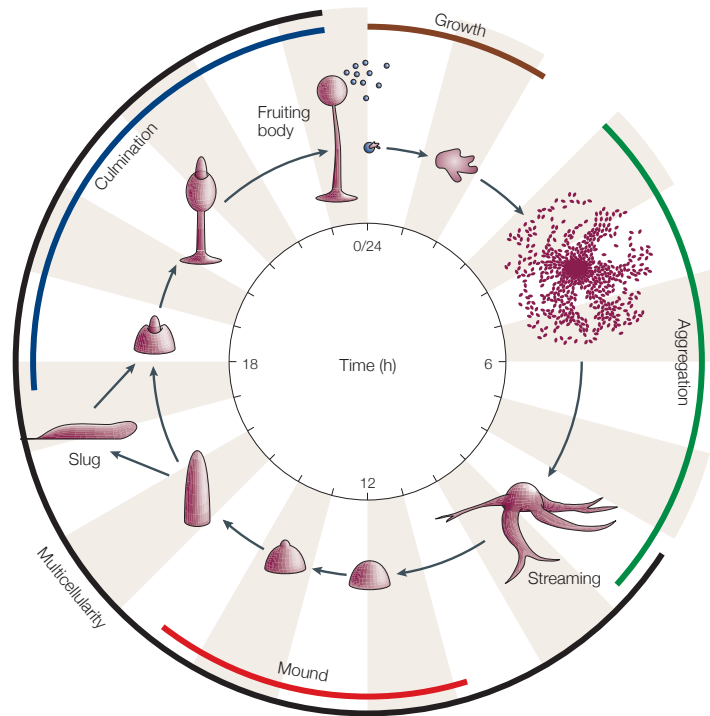 Growth
Fruiting
body
Culmination
0/24
Aggregation
18
Time (h)
6
Slug
12
Streaming
Multicellularity
Mound